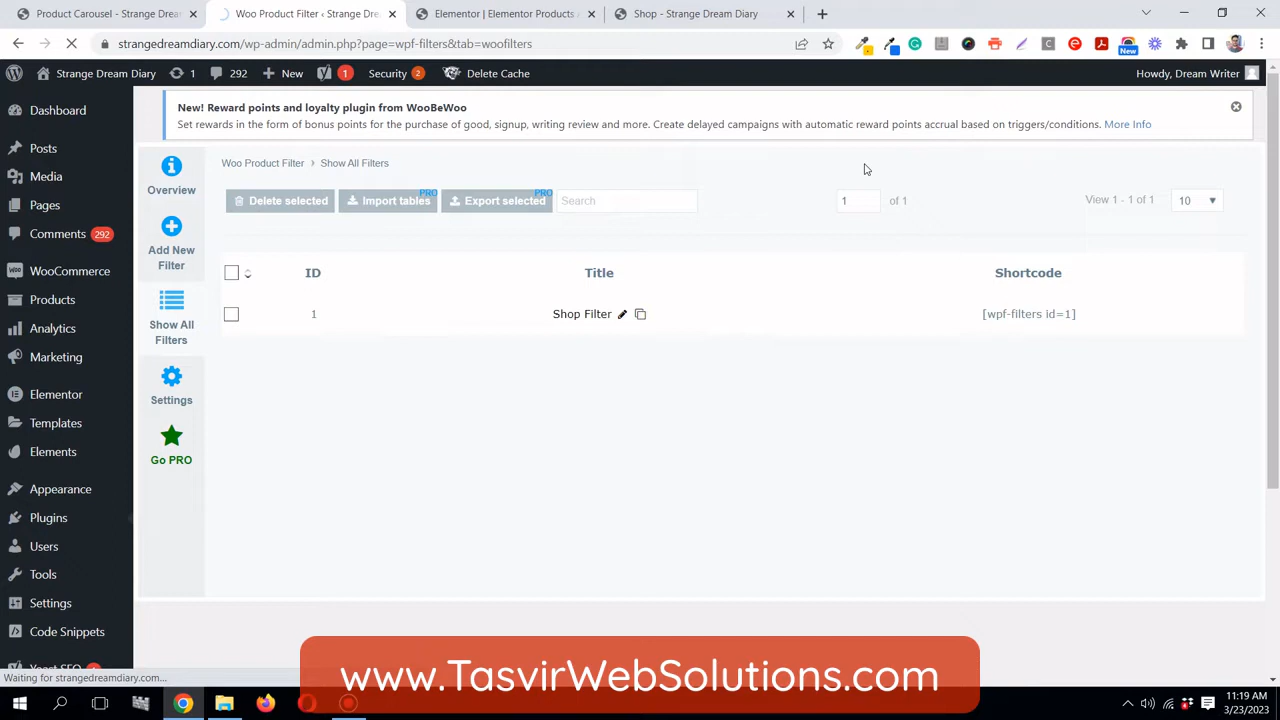 Product Carousel - Strange Diary
Woo Product Filter ‹ Strange Dre
Elementor | Elementor Products A
Shop - Strange Dream Diary
strangedreamdiary.com/wp-admin/admin.php?page=wpf-filters&tab=woofilters
New
Strange Dream Diary
1
292
New
1
Security
2
Delete Cache
Howdy, Dream Writer
New! Reward points and loyalty plugin from WooBeWoo
Set rewards in the form of bonus points for the purchase of good, signup, writing review and more. Create delayed campaigns with automatic reward points accrual based on triggers/conditions. More Info
Dashboard
Posts
Media
Pages
Comments 292
WooCommerce
Products
Analytics
Marketing
Elementor
Templates
Elements
Appearance
Plugins
Users
Tools
Settings
Code Snippets
Yoast SEO
Overview
Add New
Filter
Show All
Filters
Settings
Go PRO
Woo Product Filter › Show All Filters
Delete selected
Import tables
PRO
Export selected
PRO
Search
1 of 1
View 1 - 1 of 1
10
ID Title Shortcode
1 Shop Filter [wpf-filters id=1]
Waiting for strangedreamdiary.com...
www.TasvirWebSolutions.com
11:19 AM
3/23/2023